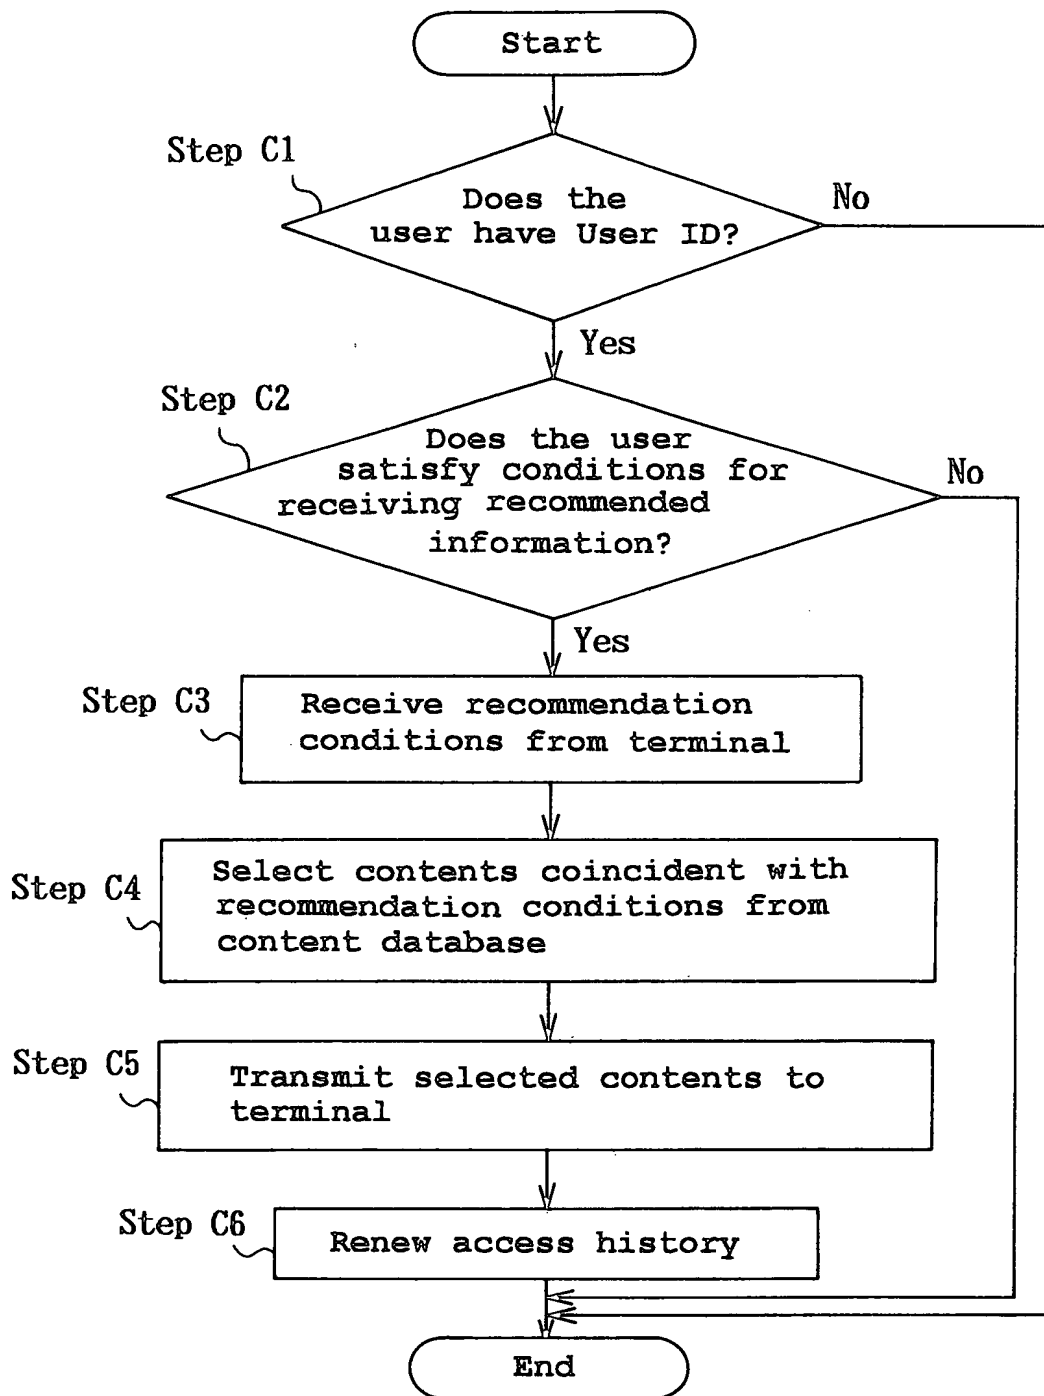 Start
Step C1
Does the
user have User ID?
No
Yes
Step C2
Does the user
satisfy conditions for
receiving recommended
information?
No
Yes
Step C3
Receive recommendation
conditions from terminal
Step C4
Select contents coincident with
recommendation conditions from
content database
Step C5
Transmit selected contents to
terminal
Step C6
Renew access history
End